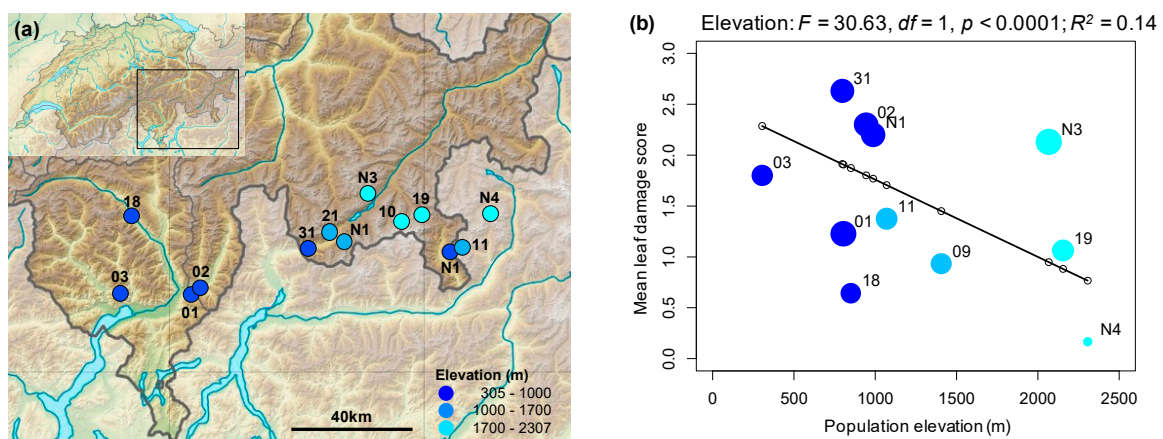 (a)
18
03
02
01
N3
21
10
19
N4
31
N1
N1
11
Elevation (m)
305 - 1000
1000 - 1700
1700 - 2307
40km
(b)
Elevation: F = 30.63, df = 1, p < 0.0001; R² = 0.14
Mean leaf damage score
3.0
2.5
2.0
1.5
1.0
0.5
0.0
31
02
N1
N3
03
11
01
09
19
18
N4
0
500
1000
1500
2000
2500
Population elevation (m)